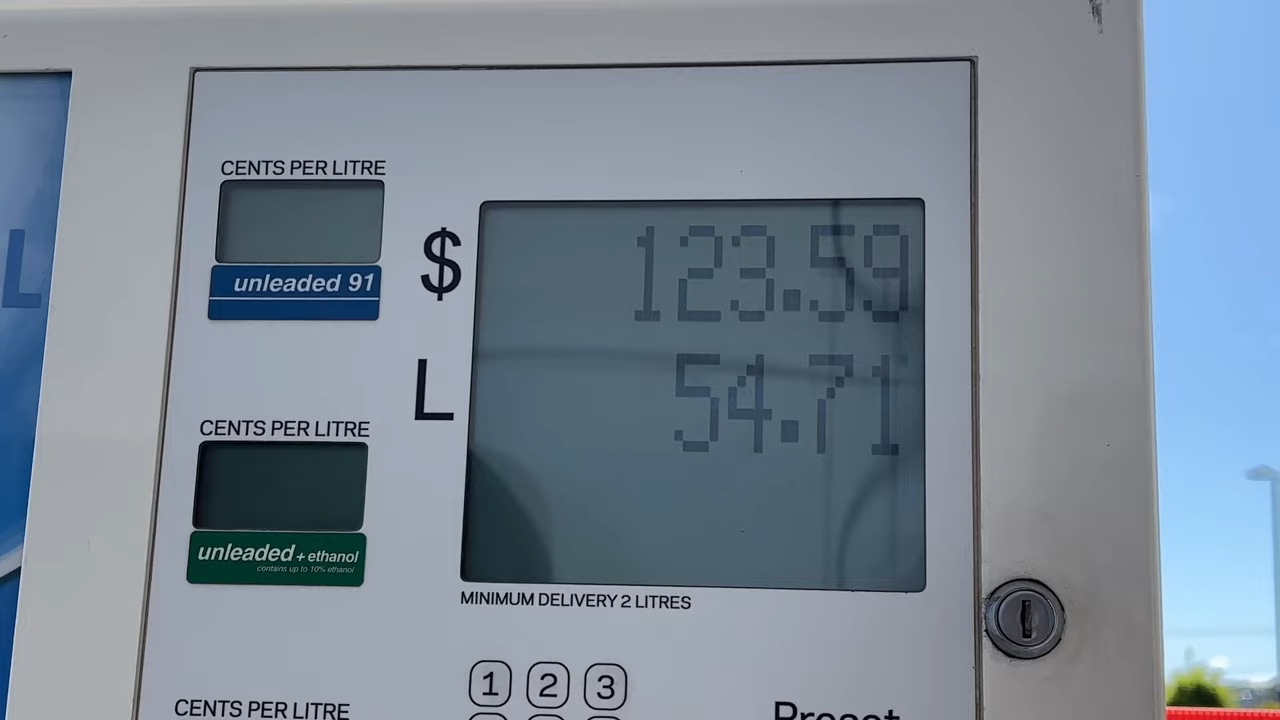 L
CENTS PER LITRE
unleaded 91
$ 123.59
L 54.71
CENTS PER LITRE
unleaded + ethanol
contains up to 10% ethanol
MINIMUM DELIVERY 2 LITRES
1 2 3
CENTS PER LITRE
Preset